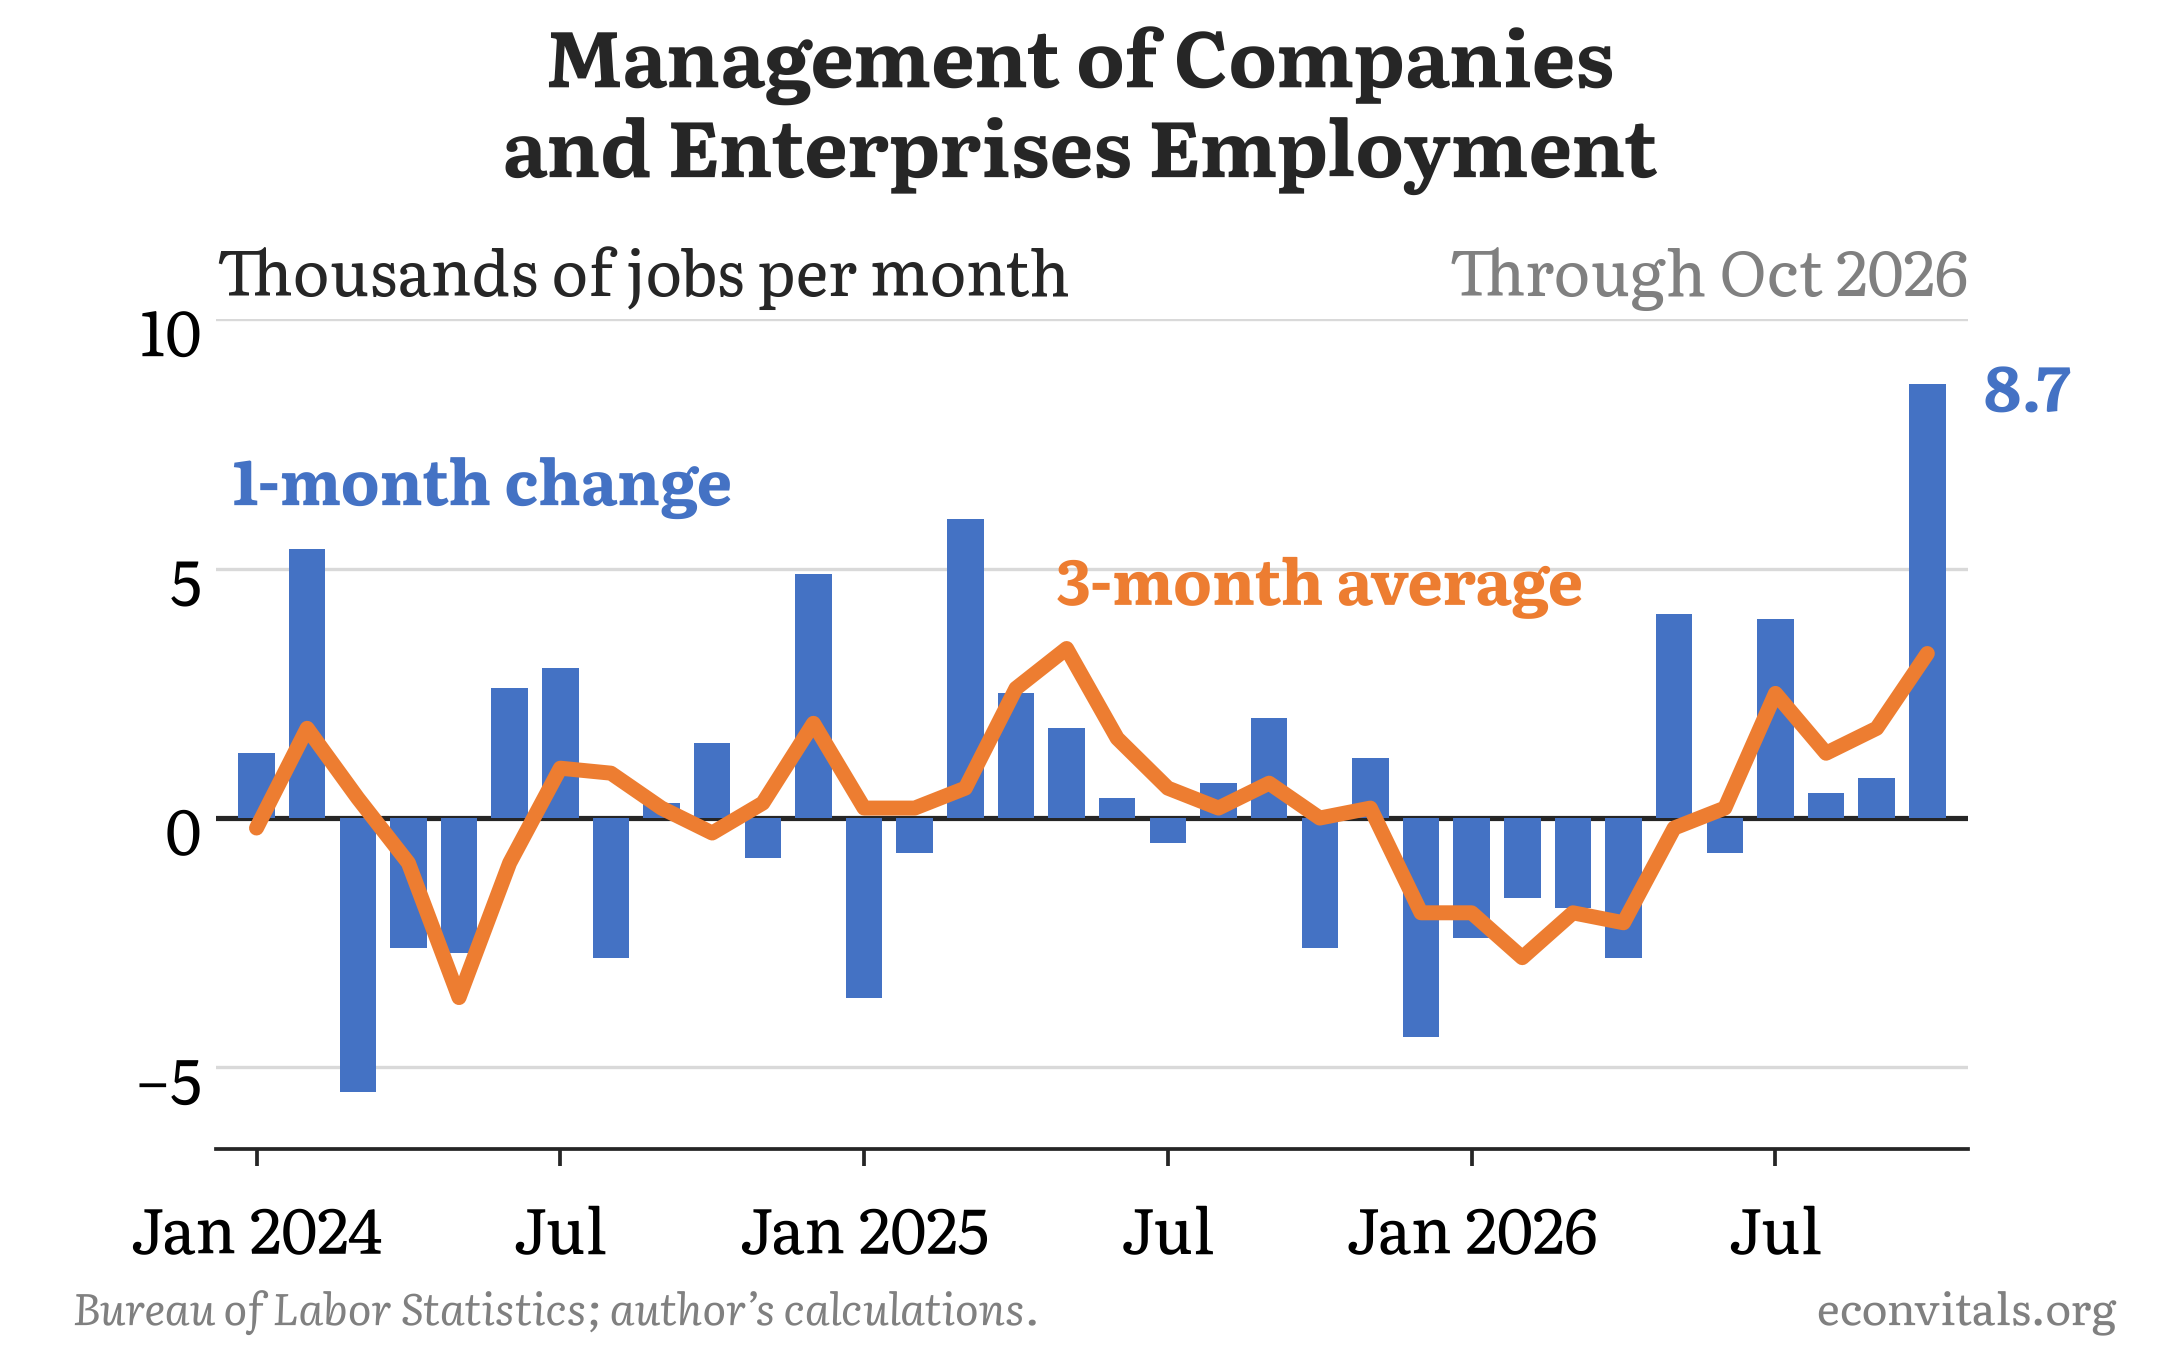 Management of Companies
and Enterprises Employment
Thousands of jobs per month
Through Oct 2026
10
8.7
1-month change
5
3-month average
0
−5
Jan 2024
Jul
Jan 2025
Jul
Jan 2026
Jul
Bureau of Labor Statistics; author’s calculations.
econvitals.org